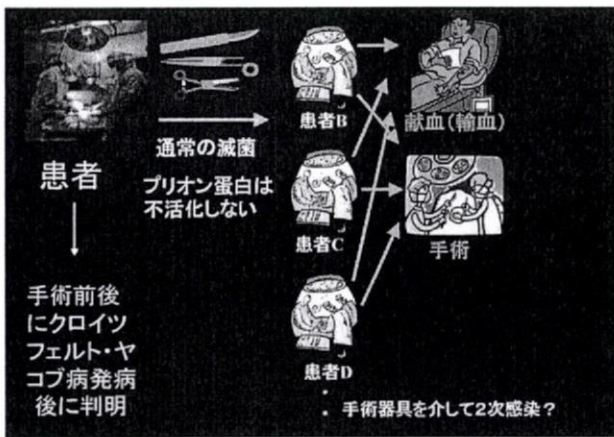 患者
通常の滅菌
プリオン蛋白は
不活化しない
手術前後
にクロイツ
フェルト・ヤ
コブ病発病
後に判明
患者B
患者C
患者D
献血(輸血)
手術
手術器具を介して2次感染?